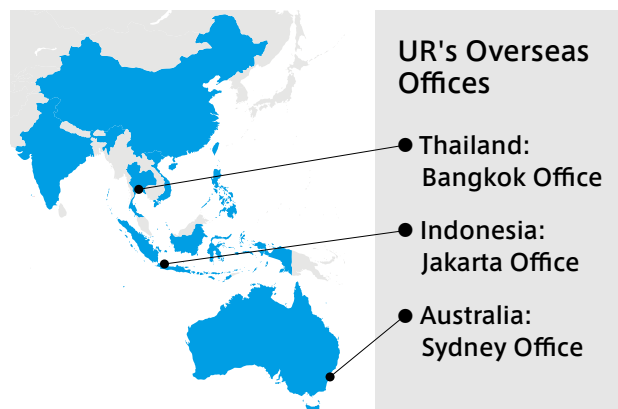 UR's Overseas
Offices
Thailand:
Bangkok Office
Indonesia:
Jakarta Office
Australia:
Sydney Office